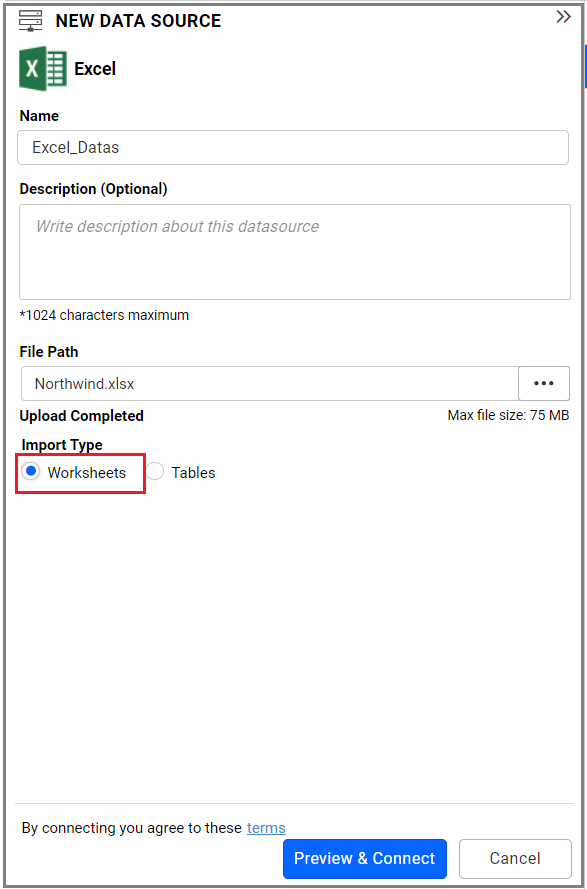 NEW DATA SOURCE
X
Excel
Name
Excel_Datas
Description (Optional)
Write description about this datasource
*1024 characters maximum
File Path
Northwind.xlsx
Upload Completed Max file size: 75 MB
Import Type
Worksheets Tables
By connecting you agree to these terms
Preview & Connect Cancel